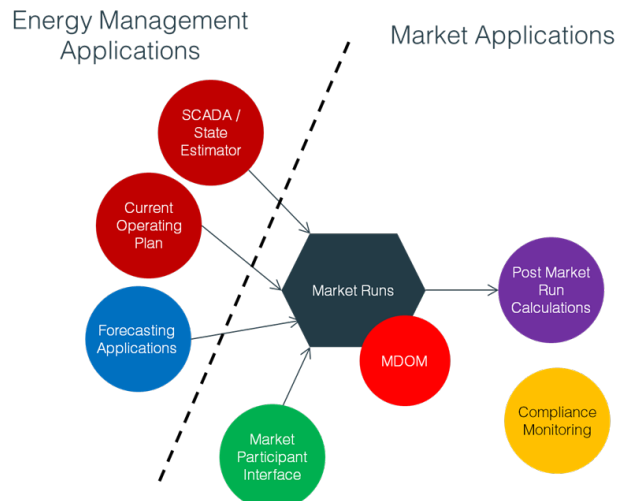 Energy Management
Applications
Market Applications
SCADA /
State
Estimator
Current
Operating
Plan
Forecasting
Applications
Market Runs
MDOM
Market
Participant
Interface
Post Market
Run
Calculations
Compliance
Monitoring